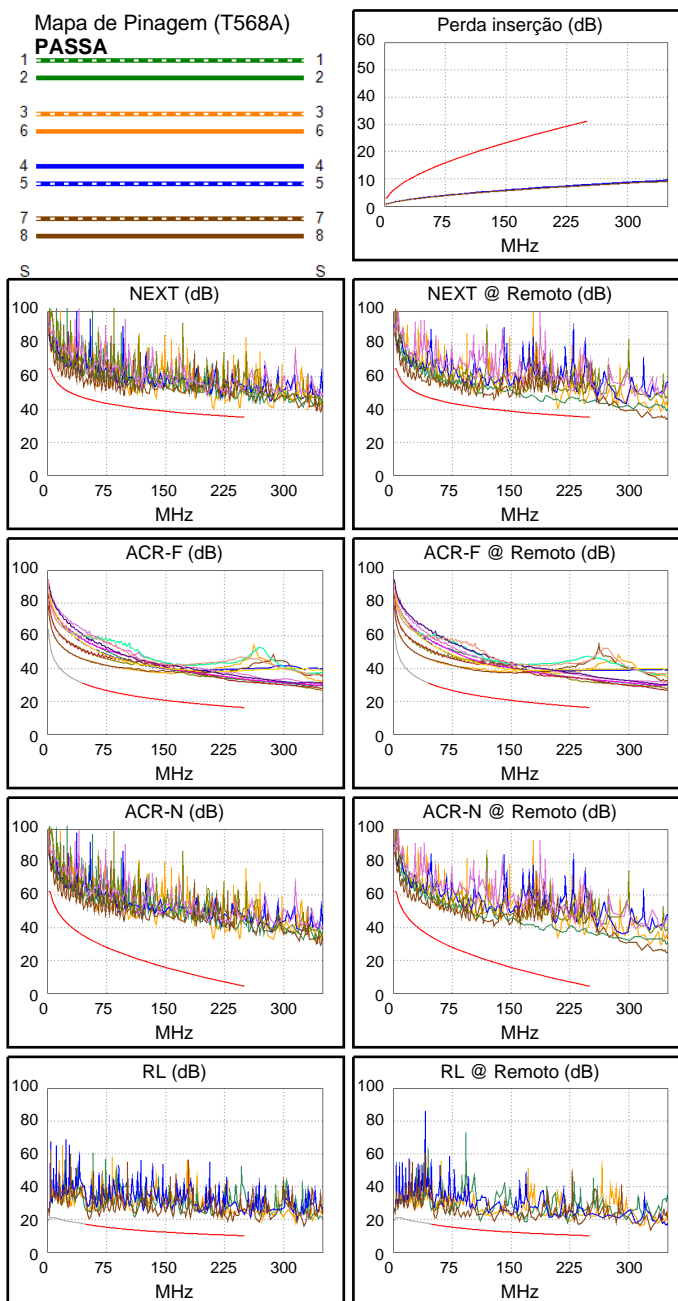 Mapa de Pinagem (T568A)
PASSA
1 1
2 2
3 3
6 6
4 4
5 5
7 7
8 8
S S
Perda inserção (dB)
60
50
40
30
20
10
0
0 75 150 225 300
MHz
NEXT (dB)
100
80
60
40
20
0
0 75 150 225 300
MHz
NEXT @ Remoto (dB)
100
80
60
40
20
0
0 75 150 225 300
MHz
ACR-F (dB)
100
80
60
40
20
0
0 75 150 225 300
MHz
ACR-F @ Remoto (dB)
100
80
60
40
20
0
0 75 150 225 300
MHz
ACR-N (dB)
100
80
60
40
20
0
0 75 150 225 300
MHz
ACR-N @ Remoto (dB)
100
80
60
40
20
0
0 75 150 225 300
MHz
RL (dB)
100
80
60
40
20
0
0 75 150 225 300
MHz
RL @ Remoto (dB)
100
80
60
40
20
0
0 75 150 225 300
MHz